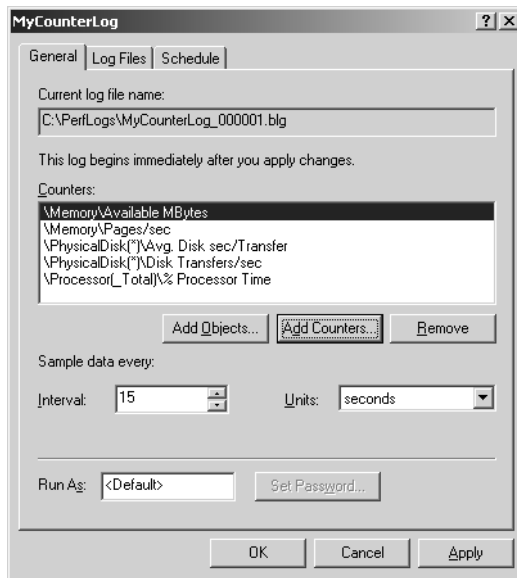 MyCounterLog
General Log Files Schedule
Current log file name:
C:\PerfLogs\MyCounterLog_000001.blg
This log begins immediately after you apply changes.
Counters:
\Memory\Available MBytes
\Memory\Pages/sec
\PhysicalDisk(*)\Avg. Disk sec/Transfer
\PhysicalDisk(*)\Disk Transfers/sec
\Processor(_Total)\% Processor Time
Add Objects... Add Counters... Remove
Sample data every:
Interval: 15 Units: seconds
Run As: <Default> Set Password...
OK Cancel Apply